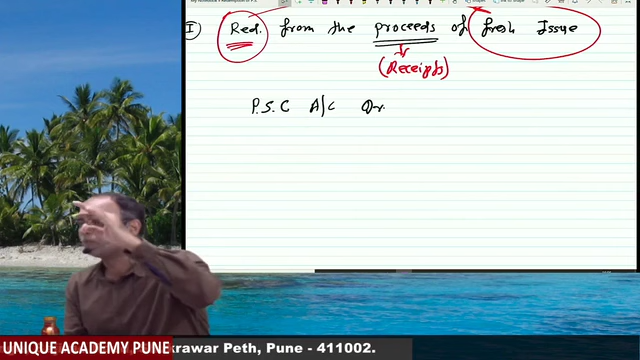 I) Red. from the proceeds of fresh Issue
(Receipts)
P.S.C A/C Dr.
UNIQUE ACADEMY PUNE krawar Peth, Pune - 411002.